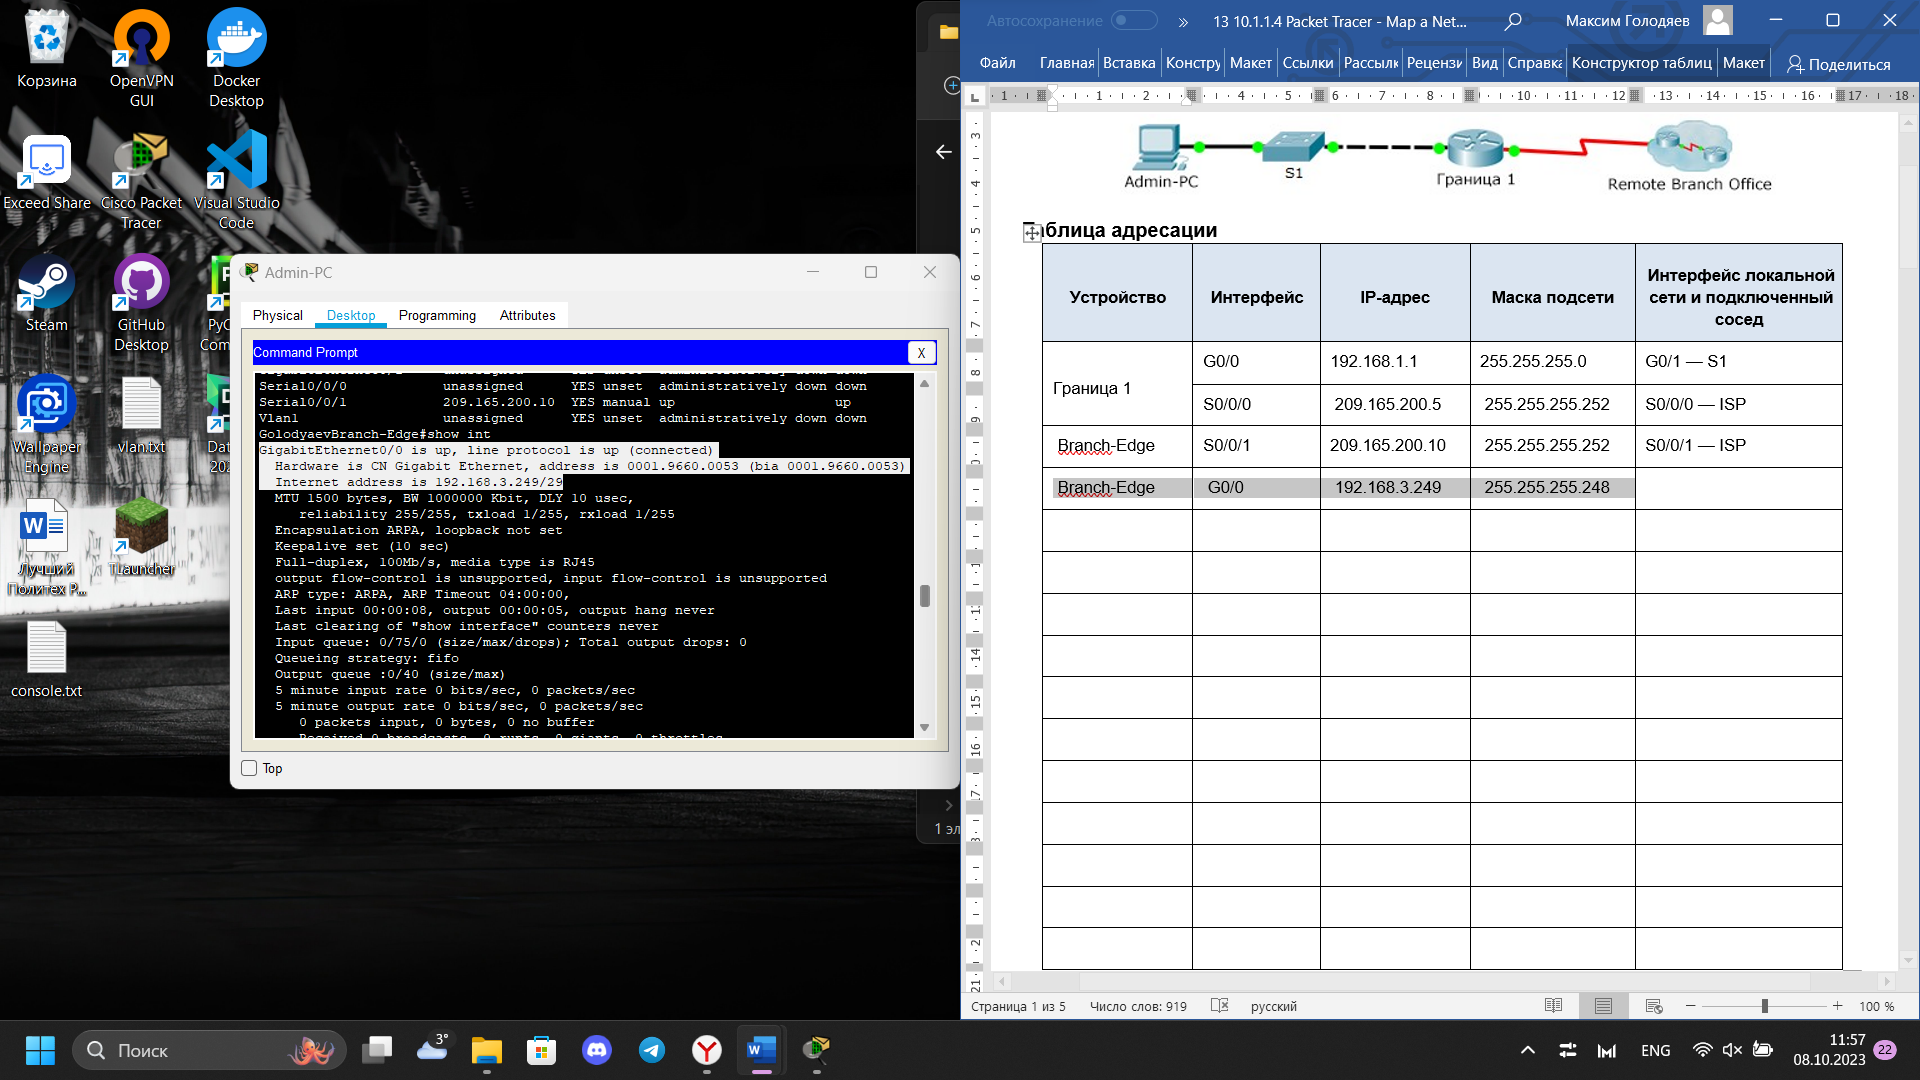 Корзина
OpenVPN GUI
Docker Desktop
Exceed Share
Cisco Packet Tracer
Visual Studio Code
Steam
GitHub Desktop
Wallpaper Engine
vlan.txt
Лучший Политех Р...
TLauncher
console.txt
1 эл
Admin-PC
Physical
Desktop
Programming
Attributes
Command Prompt
X
Serial0/0/0 unassigned YES unset administratively down down
Serial0/0/1 209.165.200.10 YES manual up up
Vlan1 unassigned YES unset administratively down down
GolodyaevBranch-Edge#show int
GigabitEthernet0/0 is up, line protocol is up (connected)
Hardware is CN Gigabit Ethernet, address is 0001.9660.0053 (bia 0001.9660.0053)
Internet address is 192.168.3.249/29
MTU 1500 bytes, BW 1000000 Kbit, DLY 10 usec,
reliability 255/255, txload 1/255, rxload 1/255
Encapsulation ARPA, loopback not set
Keepalive set (10 sec)
Full-duplex, 100Mb/s, media type is RJ45
output flow-control is unsupported, input flow-control is unsupported
ARP type: ARPA, ARP Timeout 04:00:00,
Last input 00:00:08, output 00:00:05, output hang never
Last clearing of "show interface" counters never
Input queue: 0/75/0 (size/max/drops); Total output drops: 0
Queueing strategy: fifo
Output queue :0/40 (size/max)
5 minute input rate 0 bits/sec, 0 packets/sec
5 minute output rate 0 bits/sec, 0 packets/sec
0 packets input, 0 bytes, 0 no buffer
Received 0 broadcasts, 0 runts, 0 giants, 0 throttles
Top
Автосохранение
13 10.1.1.4 Packet Tracer - Map a Net...
Максим Голодяев
Файл
Главная
Вставка
Констру
Макет
Ссылки
Рассылк
Рецензи
Вид
Справка
Конструктор таблиц
Макет
Поделиться
Admin-PC
S1
Граница 1
Remote Branch Office
аблица адресации
Устройство
Интерфейс
IP-адрес
Маска подсети
Интерфейс локальной сети и подключенный сосед
Граница 1
G0/0 192.168.1.1 255.255.255.0 G0/1 — S1
S0/0/0 209.165.200.5 255.255.255.252 S0/0/0 — ISP
Branch-Edge S0/0/1 209.165.200.10 255.255.255.252 S0/0/1 — ISP
Branch-Edge G0/0 192.168.3.249 255.255.255.248
Страница 1 из 5
Число слов: 919
русский
100 %
Поиск
3°
ENG
11:57
08.10.2023
22